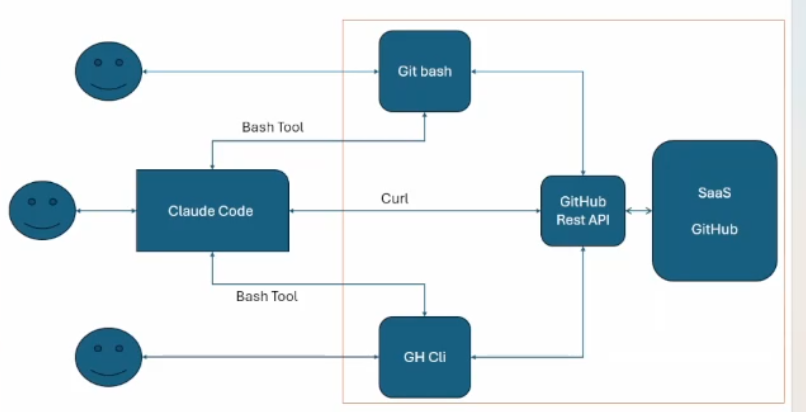 Git bash
Bash Tool
Claude Code
Curl
GitHub
Rest API
SaaS
GitHub
Bash Tool
GH Cli